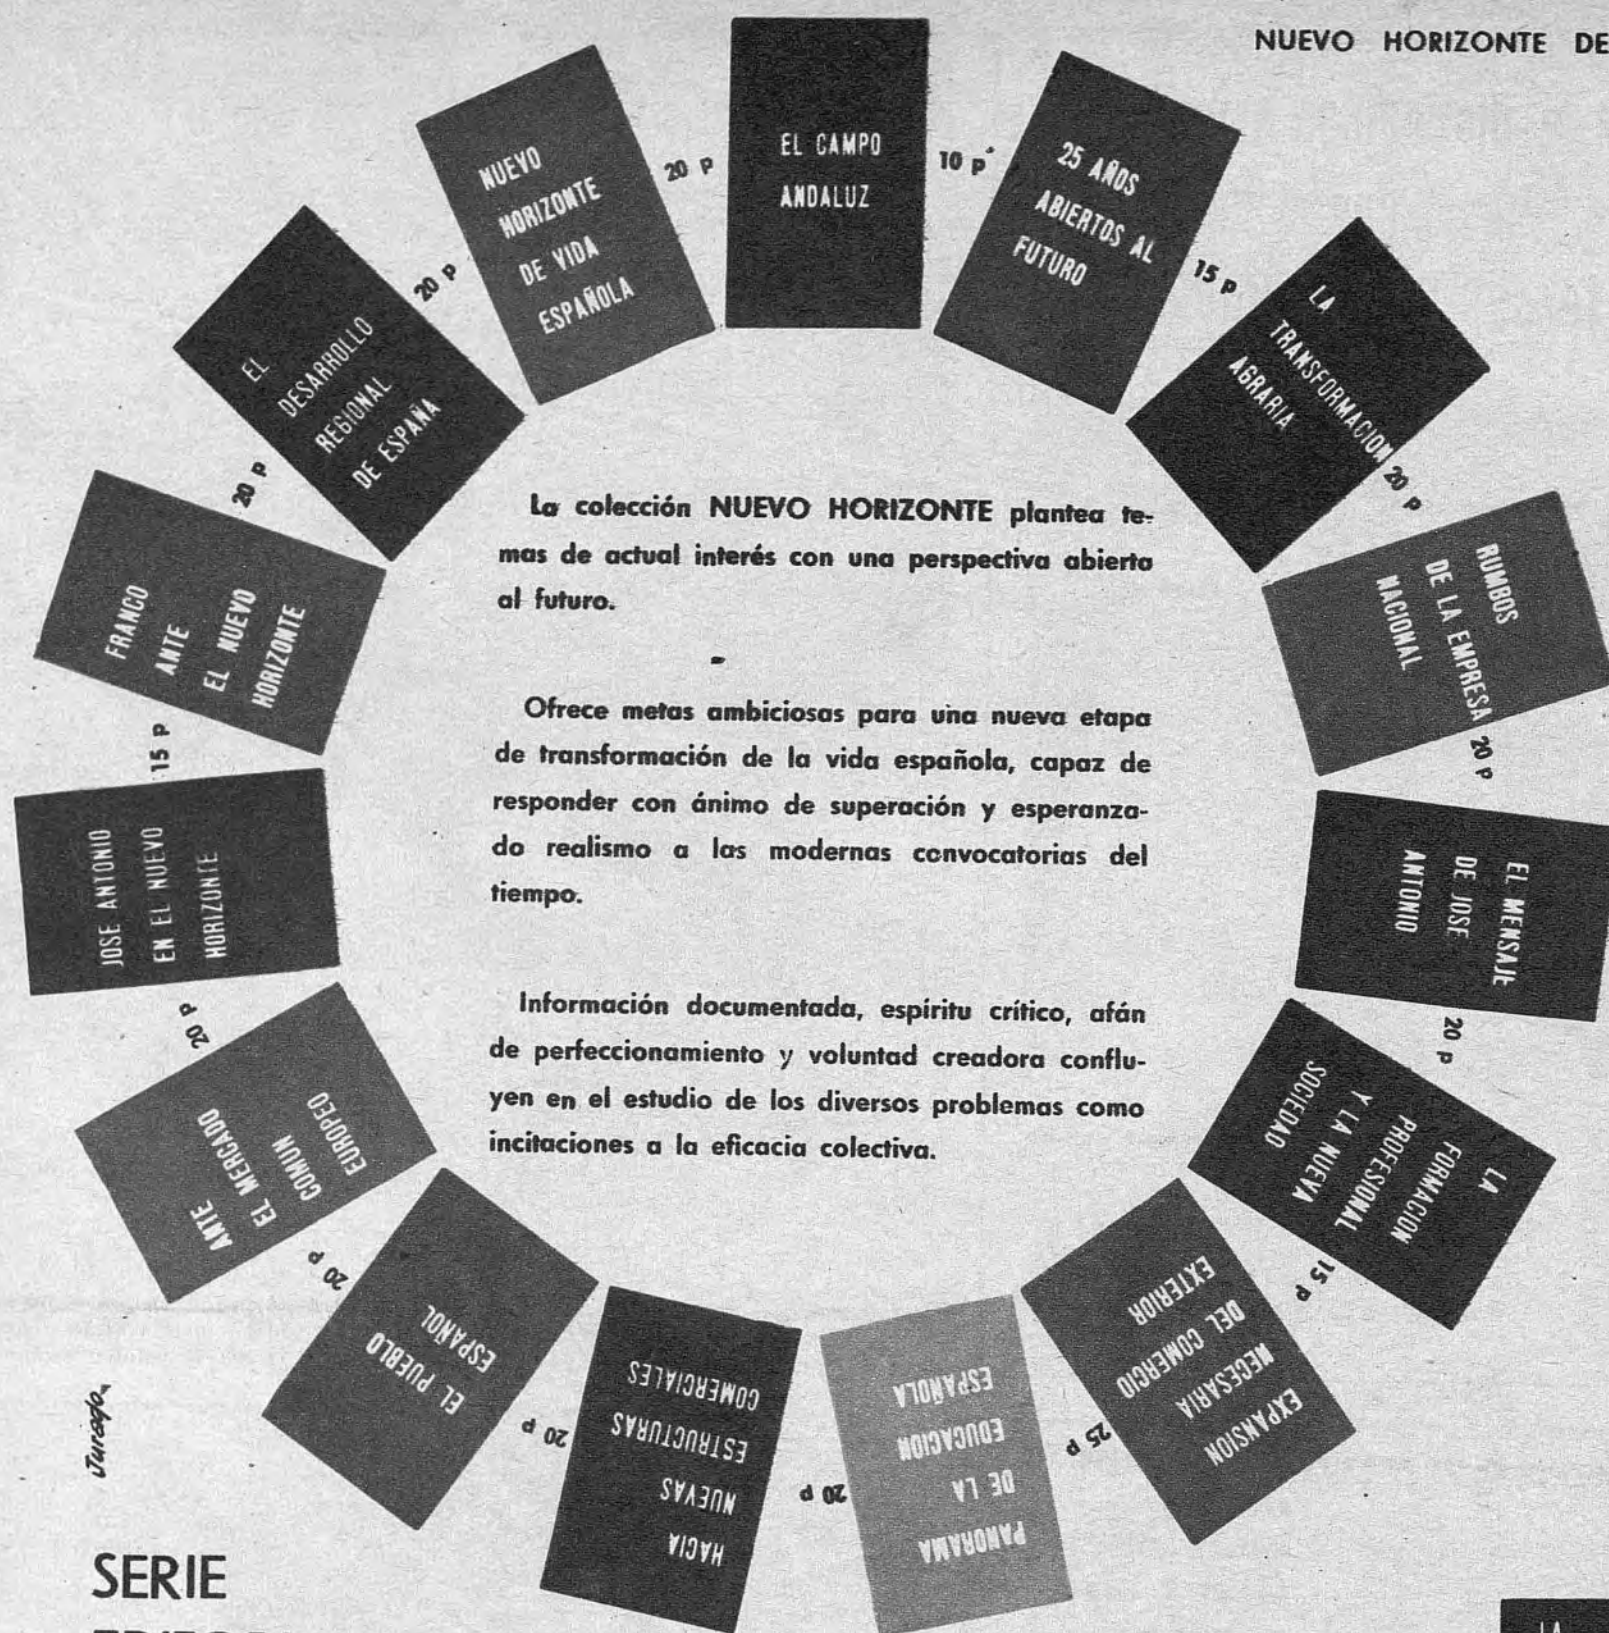 NUEVO HORIZONTE DE
EL CAMPO
ANDALUZ
10 P
25 AÑOS
ABIERTOS AL
FUTURO
15 P
LA
TRANSFORMACION
AGRARIA
20 P
RUMBOS
DE LA EMPRESA
NACIONAL
20 P
EL MENSAJE
DE JOSE
ANTONIO
20 P
LA
FORMACION
PROFESIONAL
Y LA NUEVA
SOCIEDAD
15 P
EXPANSION
NECESARIA
DEL COMERCIO
EXTERIOR
25 P
PANORAMA
DE LA
EDUCACION
ESPAÑOLA
20 P
HACIA
NUEVAS
ESTRUCTURAS
COMERCIALES
20 P
EL PUEBLO
ESPAÑOL
20 P
ANTE
EL MERCADO
COMUN
EUROPEO
20 P
JOSE ANTONIO
EN EL NUEVO
HORIZONTE
15 P
FRANCO
ANTE
EL NUEVO
HORIZONTE
20 P
EL
DESARROLLO
REGIONAL
DE ESPAÑA
20 P
NUEVO
HORIZONTE
DE VIDA
ESPAÑOLA
20 P
La colección NUEVO HORIZONTE plantea te-
mas de actual interés con una perspectiva abierta
al futuro.
Ofrece metas ambiciosas para una nueva etapa
de transformación de la vida española, capaz de
responder con ánimo de superación y esperanza-
do realismo a las modernas convocatorias del
tiempo.
Información documentada, espíritu crítico, afán
de perfeccionamiento y voluntad creadora conflu-
yen en el estudio de los diversos problemas como
incitaciones a la eficacia colectiva.
Jurado
SERIE
LA